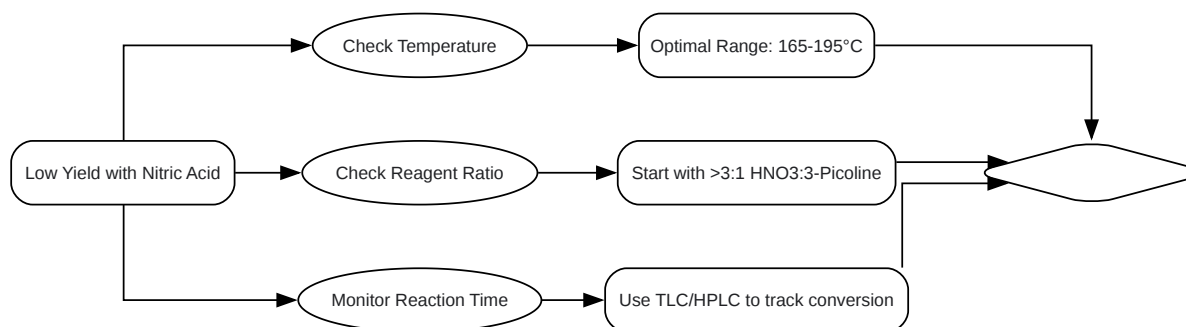 Check Temperature
Optimal Range: 165-195°C
Low Yield with Nitric Acid
Check Reagent Ratio
Start with >3:1 HNO3:3-Picoline
Monitor Reaction Time
Use TLC/HPLC to track conversion